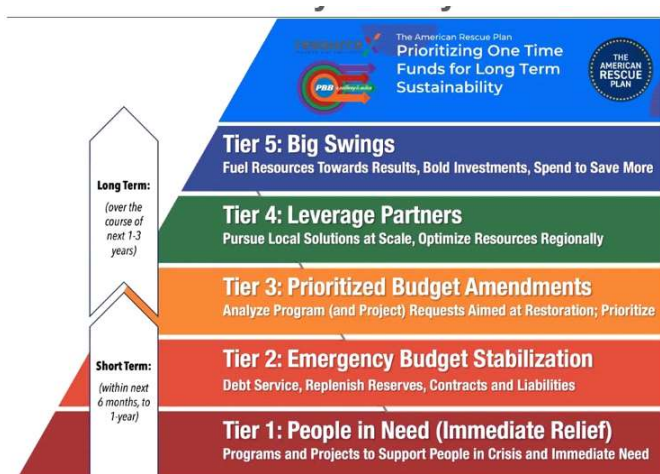 The American Rescue Plan
Prioritizing One Time
Funds for Long Term
Sustainability
PBB
THE
AMERICAN
RESCUE
PLAN
Tier 5: Big Swings
Fuel Resources Towards Results, Bold Investments, Spend to Save More
Long Term:
(over the
course of
next 1-3
years)
Tier 4: Leverage Partners
Pursue Local Solutions at Scale, Optimize Resources Regionally
Tier 3: Prioritized Budget Amendments
Analyze Program (and Project) Requests Aimed at Restoration; Prioritize
Short Term:
(within next
6 months, to
1-year)
Tier 2: Emergency Budget Stabilization
Debt Service, Replenish Reserves, Contracts and Liabilities
Tier 1: People in Need (Immediate Relief)
Programs and Projects to Support People in Crisis and Immediate Need